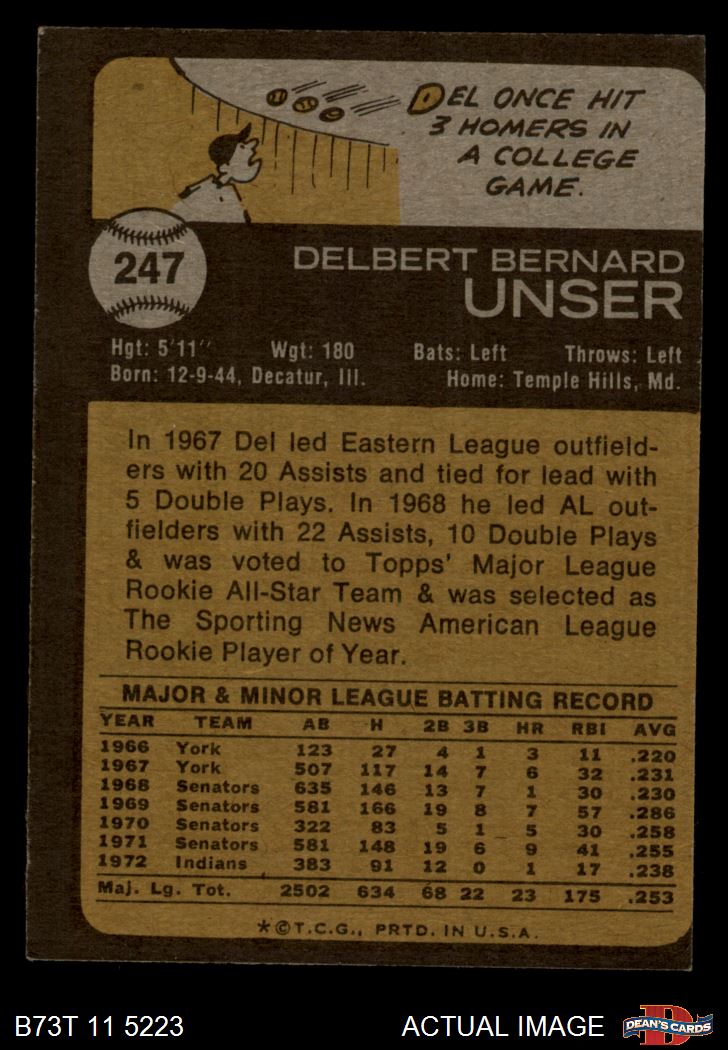 DEL ONCE HIT
3 HOMERS IN
A COLLEGE
GAME.
247
DELBERT BERNARD
UNSER
Hgt: 5'11" Wgt: 180 Bats: Left Throws: Left
Born: 12-9-44, Decatur, Ill. Home: Temple Hills, Md.
In 1967 Del led Eastern League outfield-
ers with 20 Assists and tied for lead with
5 Double Plays. In 1968 he led AL out-
fielders with 22 Assists, 10 Double Plays
& was voted to Topps' Major League
Rookie All-Star Team & was selected as
The Sporting News American League
Rookie Player of Year.
MAJOR & MINOR LEAGUE BATTING RECORD
YEAR TEAM AB H 2B 3B HR RBI AVG
1966 York 123 27 4 1 3 11 .220
1967 York 507 117 14 7 6 32 .231
1968 Senators 635 146 13 7 1 30 .230
1969 Senators 581 166 19 8 7 57 .286
1970 Senators 322 83 5 1 5 30 .258
1971 Senators 581 148 19 6 9 41 .255
1972 Indians 383 91 12 0 1 17 .238
Maj. Lg. Tot. 2502 634 68 22 23 175 .253
*©T.C.G., PRTD. IN U.S.A.
B73T 11 5223 ACTUAL IMAGE
D
DEAN'S CARDS